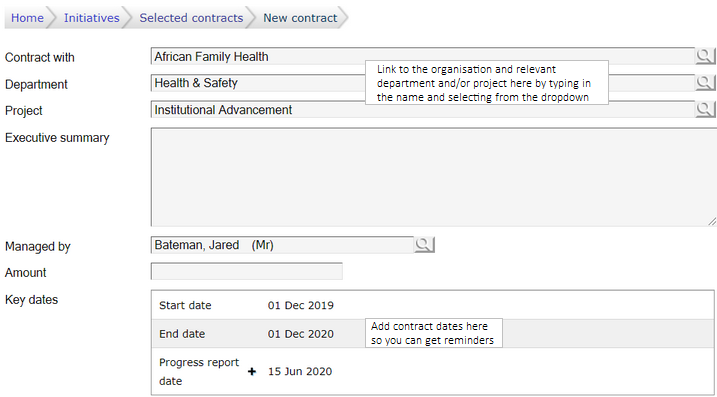 Home Initiatives Selected contracts New contract
Contract with African Family Health
Link to the organisation and relevant
Department Health & Safety
department and/or project here by typing in
the name and selecting from the dropdown
Project Institutional Advancement
Executive summary
Managed by Bateman, Jared (Mr)
Amount
Key dates
Start date 01 Dec 2019
End date 01 Dec 2020
Add contract dates here
so you can get reminders
Progress report
date + 15 Jun 2020